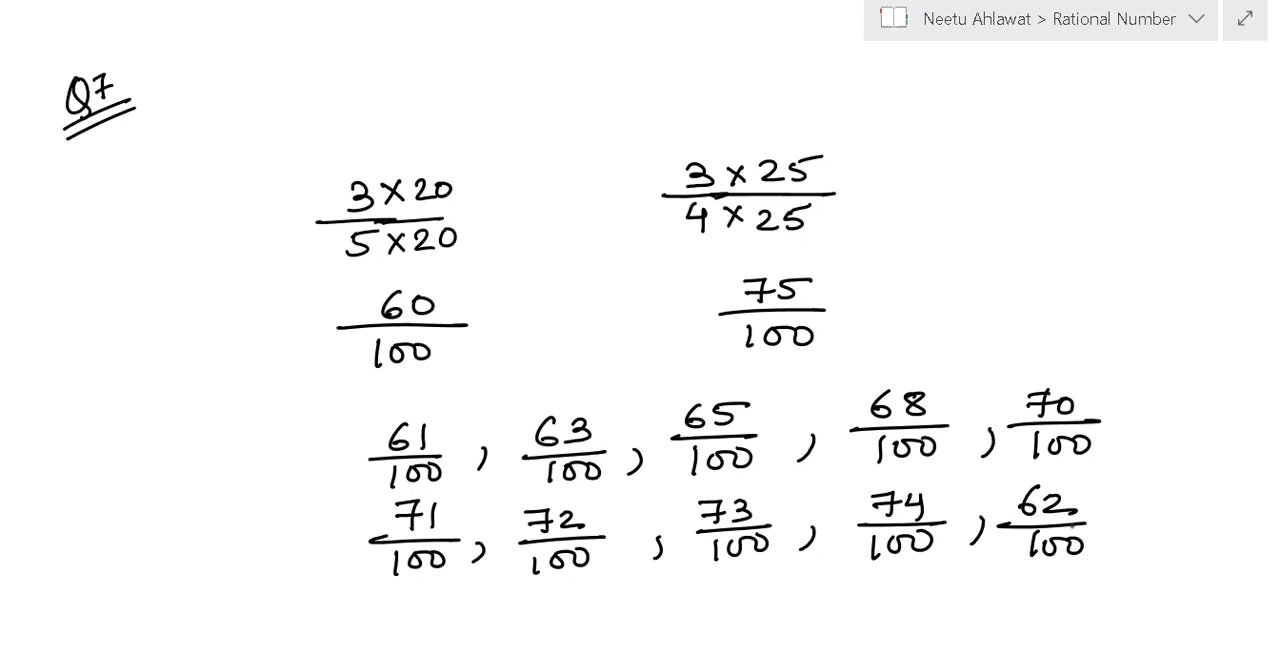 Neetu Ahlawat > Rational Number
Q7
3 × 20 / 5 × 20
3 × 25 / 4 × 25
60 / 100
75 / 100
61/100 , 63/100 , 65/100 , 68/100 , 70/100
71/100 , 72/100 , 73/100 , 74/100 , 62/100